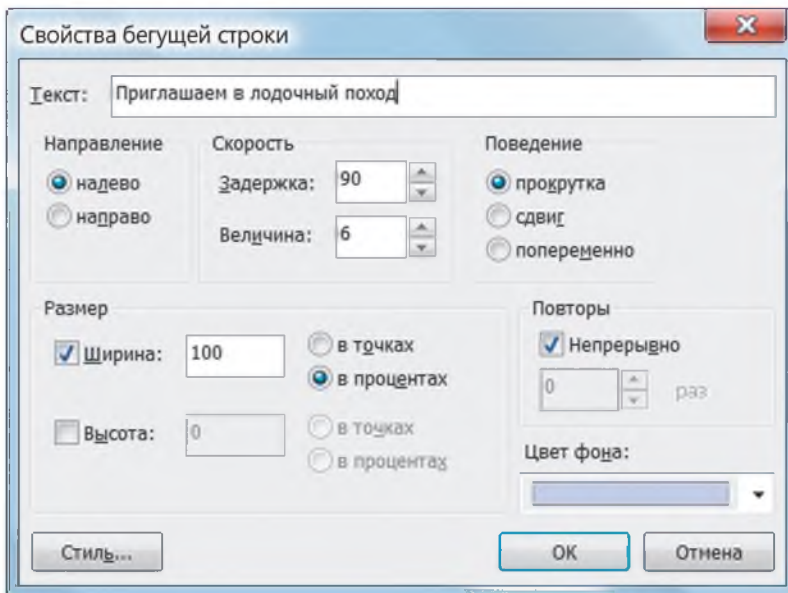 Свойства бегущей строки
Текст: Приглашаем в лодочный поход
Направление
налево
направо
Скорость
Задержка: 90
Величина: 6
Поведение
прокрутка
сдвиг
попеременно
Размер
Ширина: 100
в точках
в процентах
Высота: 0
в точках
в процентах
Повторы
Непрерывно
0 раз
Цвет фона:
Стиль...
ОК
Отмена